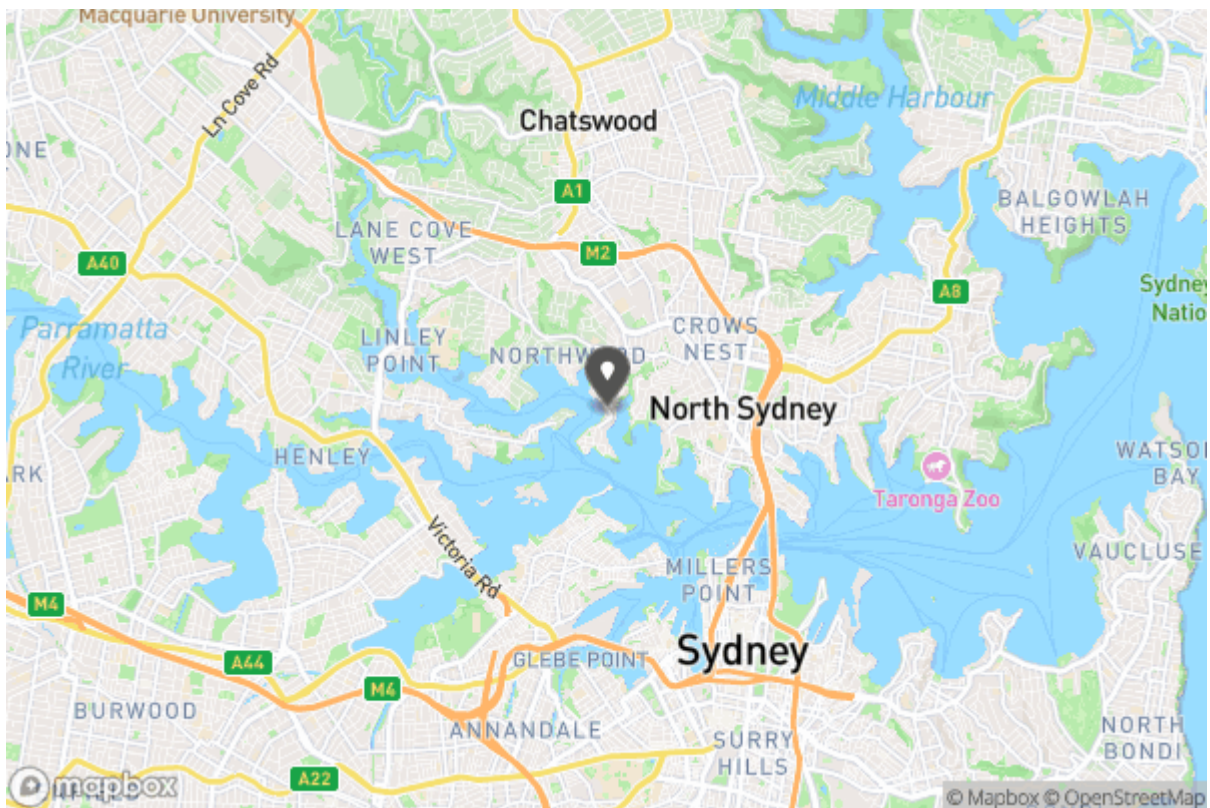 Macquarie University
Ln Cove Rd
Chatswood
Middle Harbour
A1
BALGOWLAH
HEIGHTS
LANE COVE
WEST
M2
A40
A8
Sydney
Natio
Parramatta
River
LINLEY
POINT
NORTHWOOD
CROWS
NEST
North Sydney
HENLEY
ARK
WATSO
BAY
Taronga Zoo
Victoria Rd
VAUCLUSE
MILLERS
POINT
M4
Sydney
GLEBE POINT
A44
M4
BURWOOD
ANNANDALE
SURRY
HILLS
NORTH
BONDI
A22
mapbox
© Mapbox © OpenStreetMap